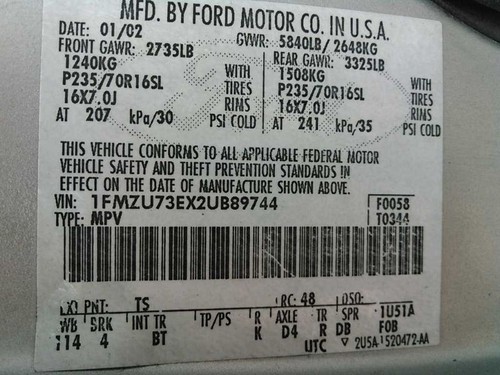 MFD. BY FORD MOTOR CO. IN U.S.A.
DATE: 01/02 GVWR: 5840LB/ 2648KG
FRONT GAWR: 2735LB REAR GAWR: 3325LB
1240KG WITH 1508KG WITH
P235/70R16SL TIRES P235/70R16SL TIRES
16X7.0J RIMS 16X7.0J RIMS
AT 207 kPa/30 PSI COLD AT 241 kPa/35 PSI COLD
THIS VEHICLE CONFORMS TO ALL APPLICABLE FEDERAL MOTOR
VEHICLE SAFETY AND THEFT PREVENTION STANDARDS IN
EFFECT ON THE DATE OF MANUFACTURE SHOWN ABOVE.
VIN: 1FMZU73EX2UB89744 F0058
TYPE: MPV T0344
EXT PNT: TS RC: 48 DSO:
WB BRK INT TR TP/PS R AXLE TR SPR 1U51A
114 4 BT K D4 R DB F0B
UTC ▽ 2U5A-1520472-AA